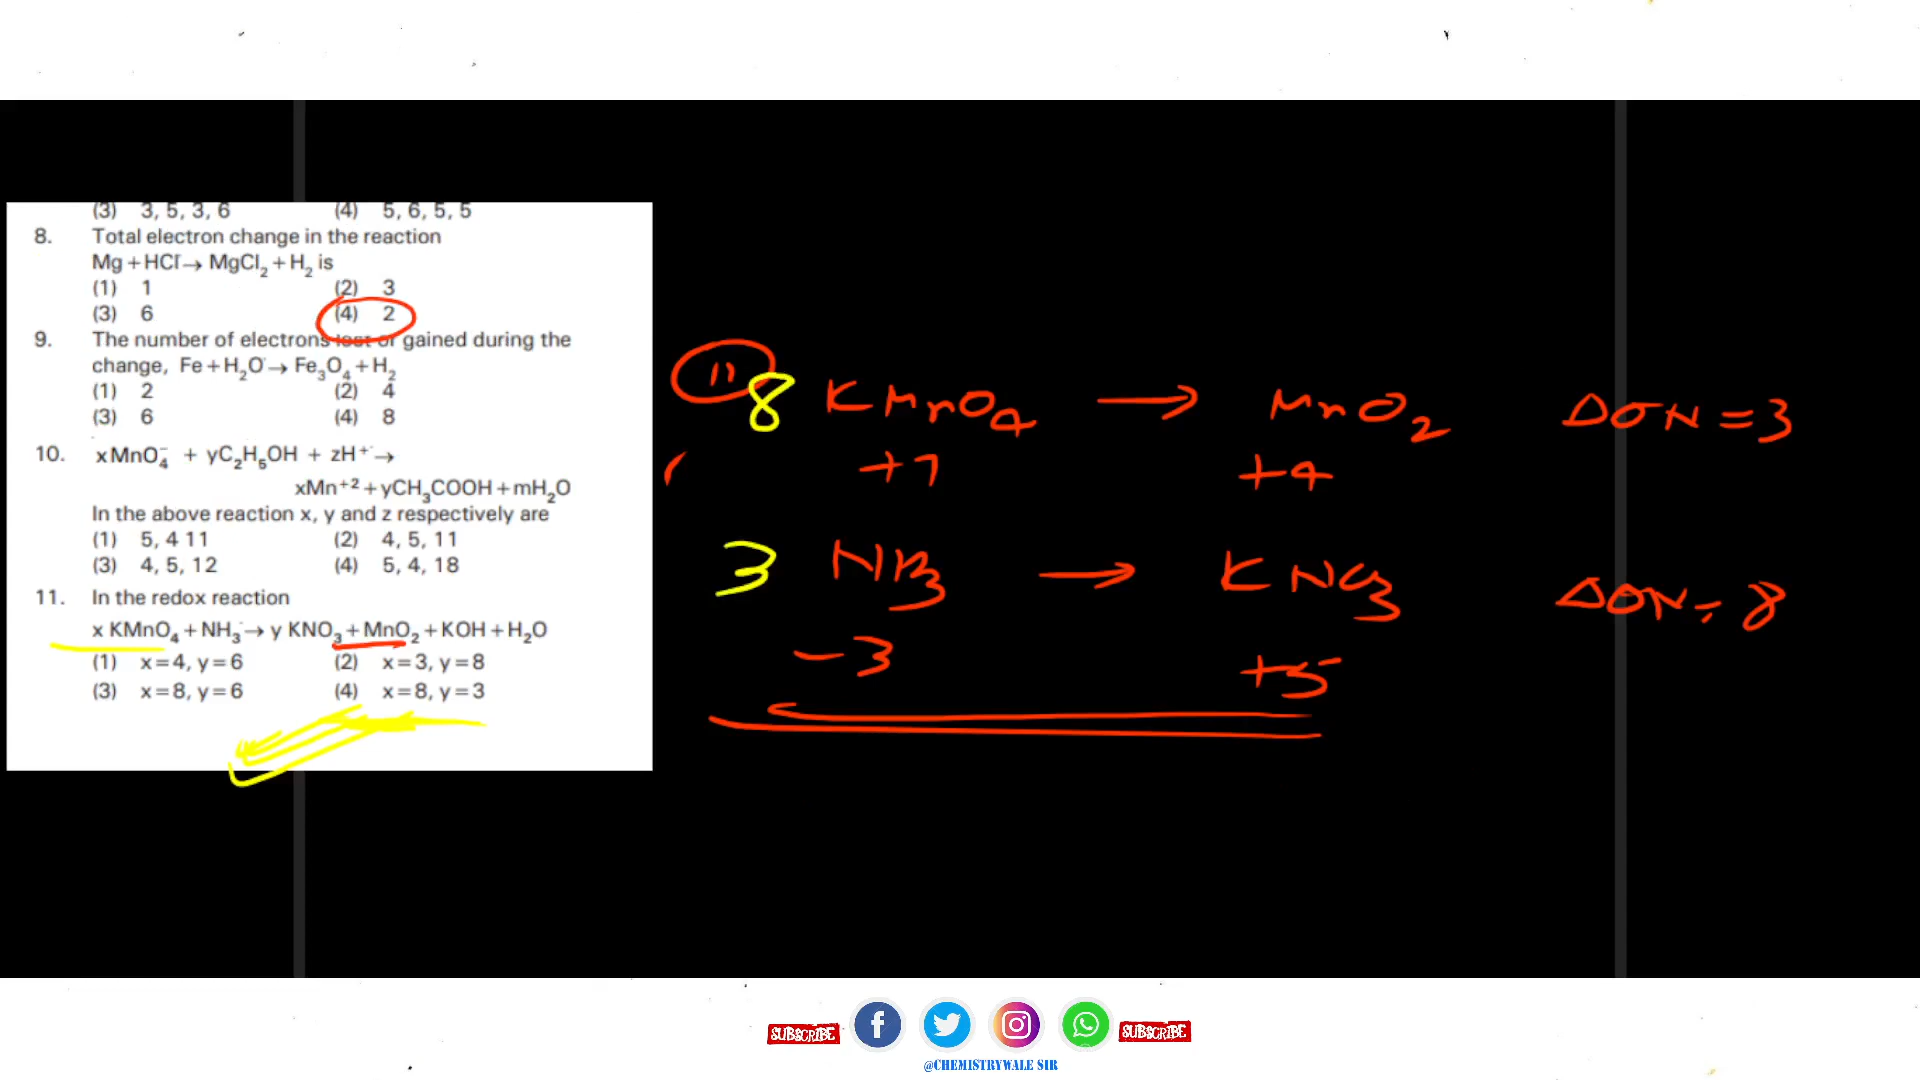 (3) 3, 5, 3, 6 (4) 5, 6, 5, 5
8. Total electron change in the reaction
Mg + HCl → MgCl2 + H2 is
(1) 1 (2) 3
(3) 6 (4) 2
9. The number of electrons lost or gained during the
change, Fe + H2O → Fe3O4 + H2
(1) 2 (2) 4
(3) 6 (4) 8
10. xMnO4⁻ + yC2H5OH + zH⁺ →
xMn⁺² + yCH3COOH + mH2O
In the above reaction x, y and z respectively are
(1) 5, 4 11 (2) 4, 5, 11
(3) 4, 5, 12 (4) 5, 4, 18
11. In the redox reaction
x KMnO4 + NH3 → y KNO3 + MnO2 + KOH + H2O
(1) x = 4, y = 6 (2) x = 3, y = 8
(3) x = 8, y = 6 (4) x = 8, y = 3
11
8 KMnO4 → MnO2 ΔON = 3
+7 +4
3 NH3 → KNO3 ΔON = 8
-3 +5
SUBSCRIBE SUBSCRIBE
@CHEMISTRYWALE SIR